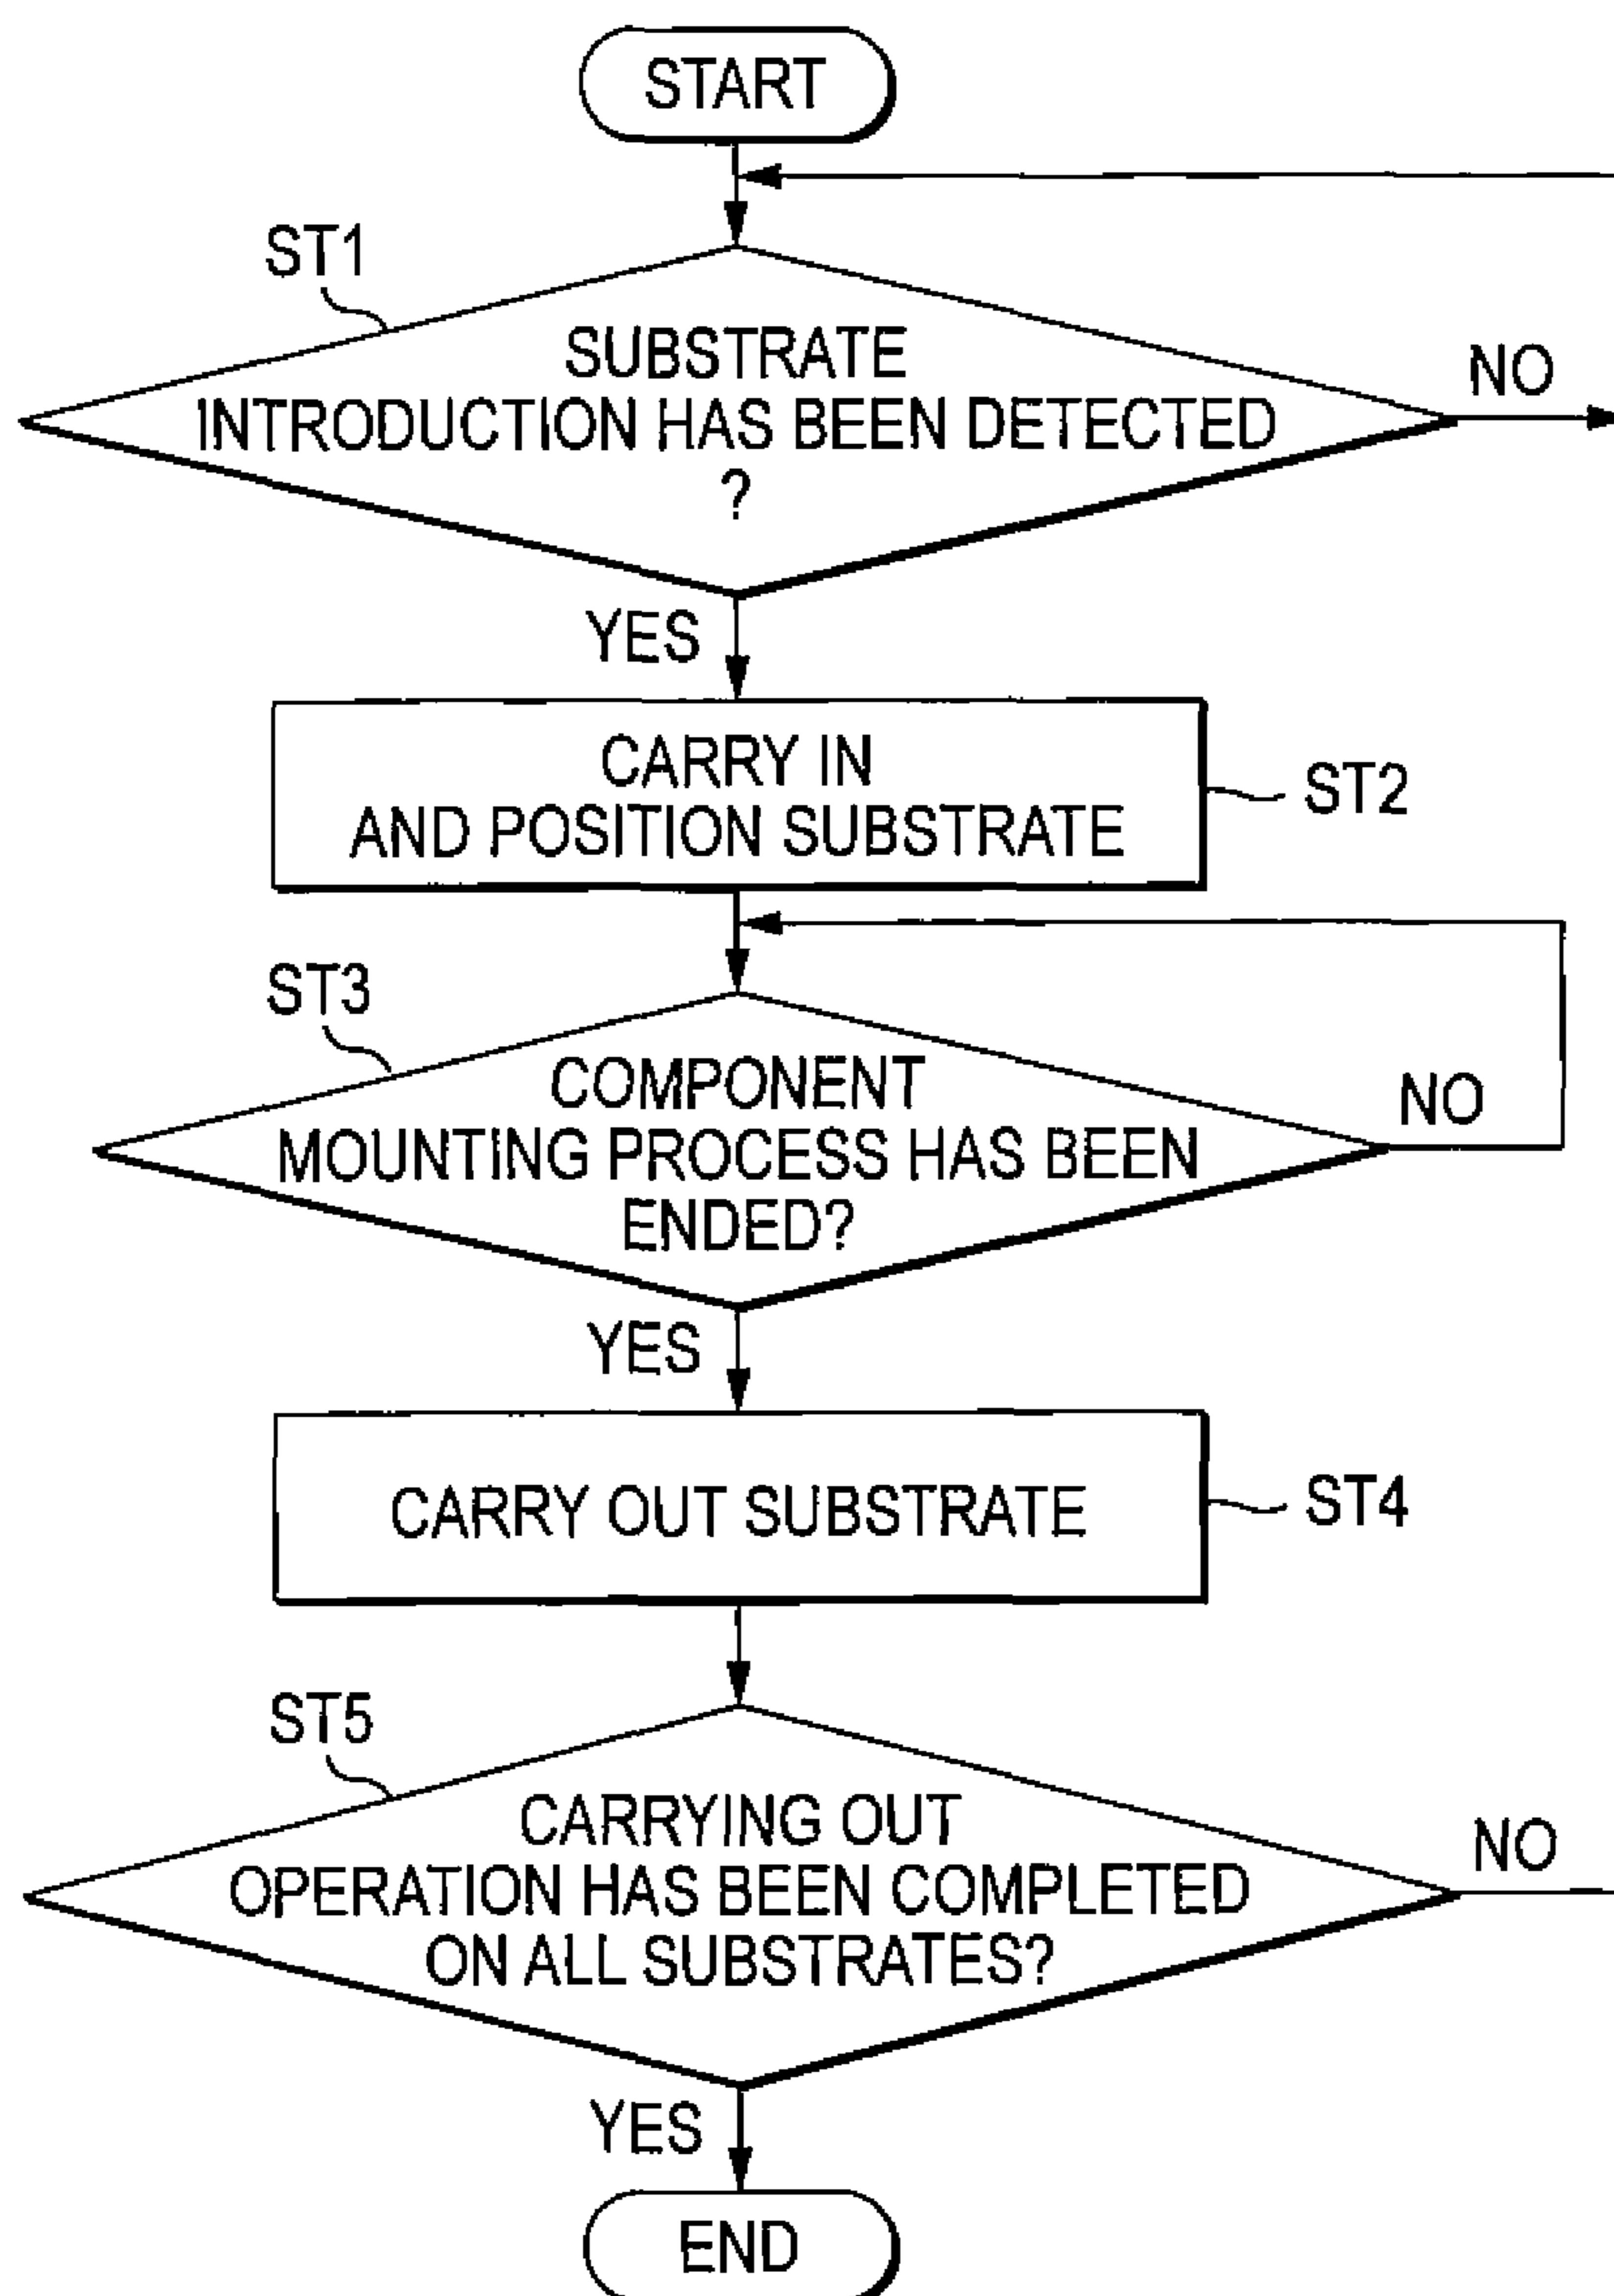 START
ST1
SUBSTRATE
INTRODUCTION HAS BEEN DETECTED
?
NO
YES
CARRY IN
AND POSITION SUBSTRATE
ST2
ST3
COMPONENT
MOUNTING PROCESS HAS BEEN
ENDED?
NO
YES
CARRY OUT SUBSTRATE
ST4
ST5
CARRYING OUT
OPERATION HAS BEEN COMPLETED
ON ALL SUBSTRATES?
NO
YES
END